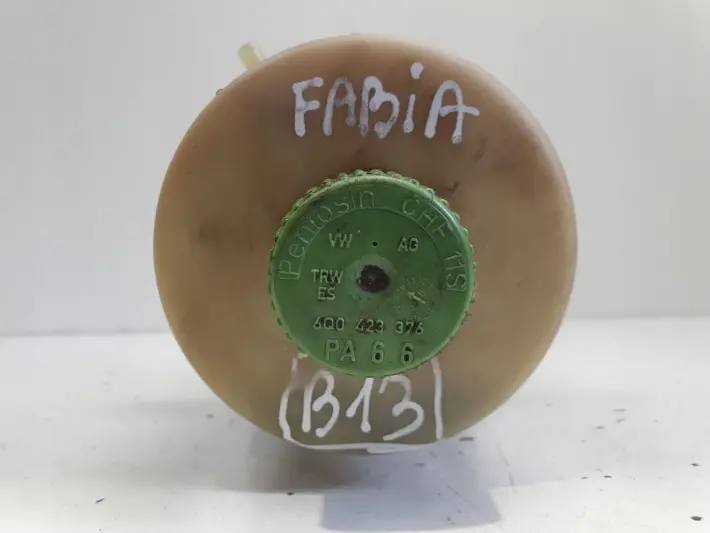 FABiA
Pentosin CHF 11S
VW AG
TRW
ES
6Q0 423 376
PA 6 6
B13